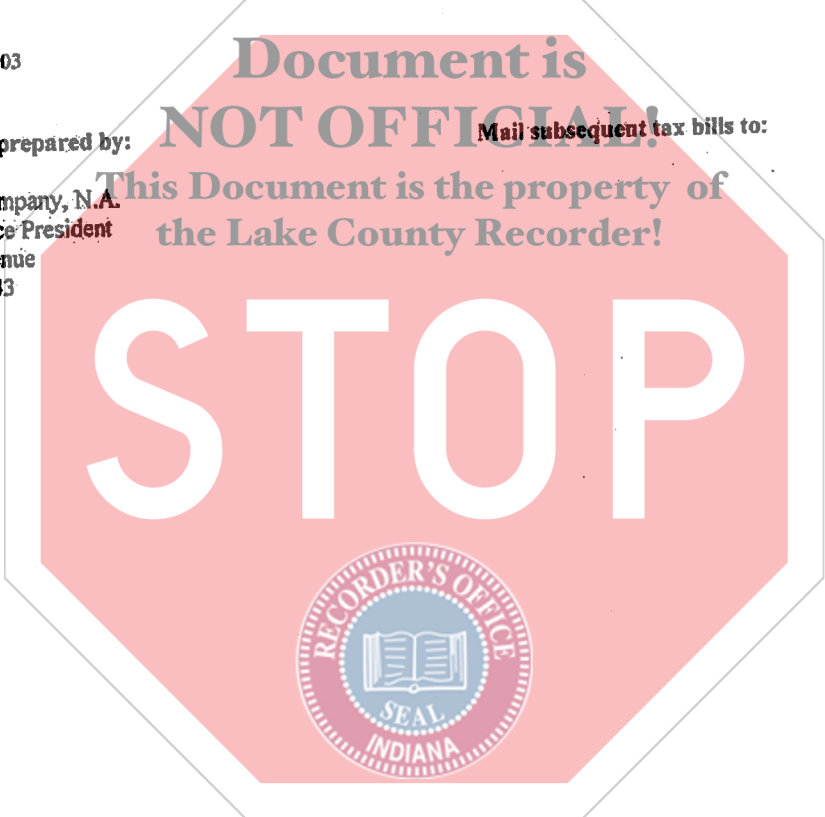 03
Document is
NOT OFFICIAL!
prepared by:
Mail subsequent tax bills to:
This Document is the property of
the Lake County Recorder!
mpany, N.A.
ce President
nue
43
STOP
RECORDER'S OFFICE
SEAL
INDIANA